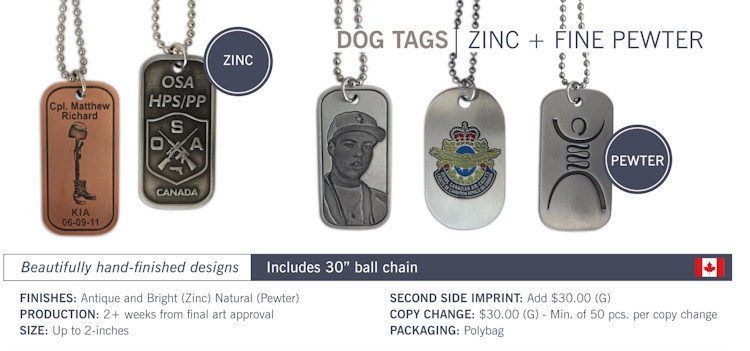 DOG TAGS | ZINC + FINE PEWTER
ZINC
Cpl. Matthew
Richard
KIA
06-09-11
OSA
HPS/PP
S
O A
CANADA
PEWTER
Beautifully hand-finished designs
Includes 30” ball chain
FINISHES: Antique and Bright (Zinc) Natural (Pewter)
PRODUCTION: 2+ weeks from final art approval
SIZE: Up to 2-inches
SECOND SIDE IMPRINT: Add $30.00 (G)
COPY CHANGE: $30.00 (G) - Min. of 50 pcs. per copy change
PACKAGING: Polybag